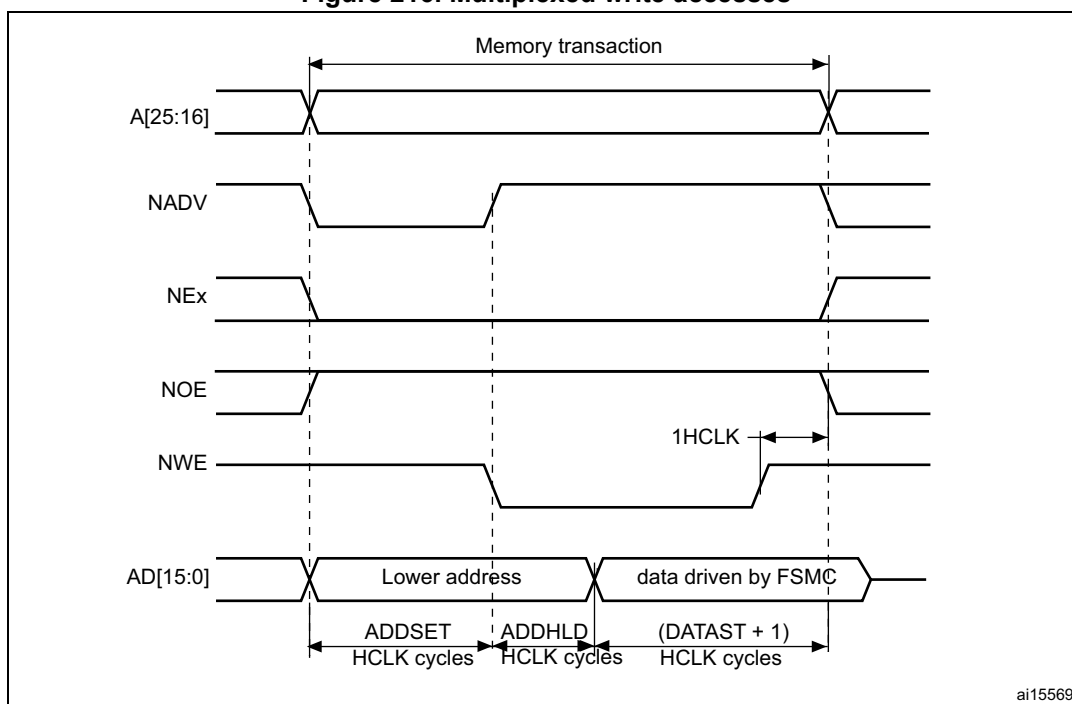 Memory transaction
A[25:16]
NADV
NEx
NOE
1HCLK
NWE
AD[15:0]
Lower address
data driven by FSMC
ADDSET
HCLK cycles
ADDHLD
HCLK cycles
(DATAST + 1)
HCLK cycles
ai15569